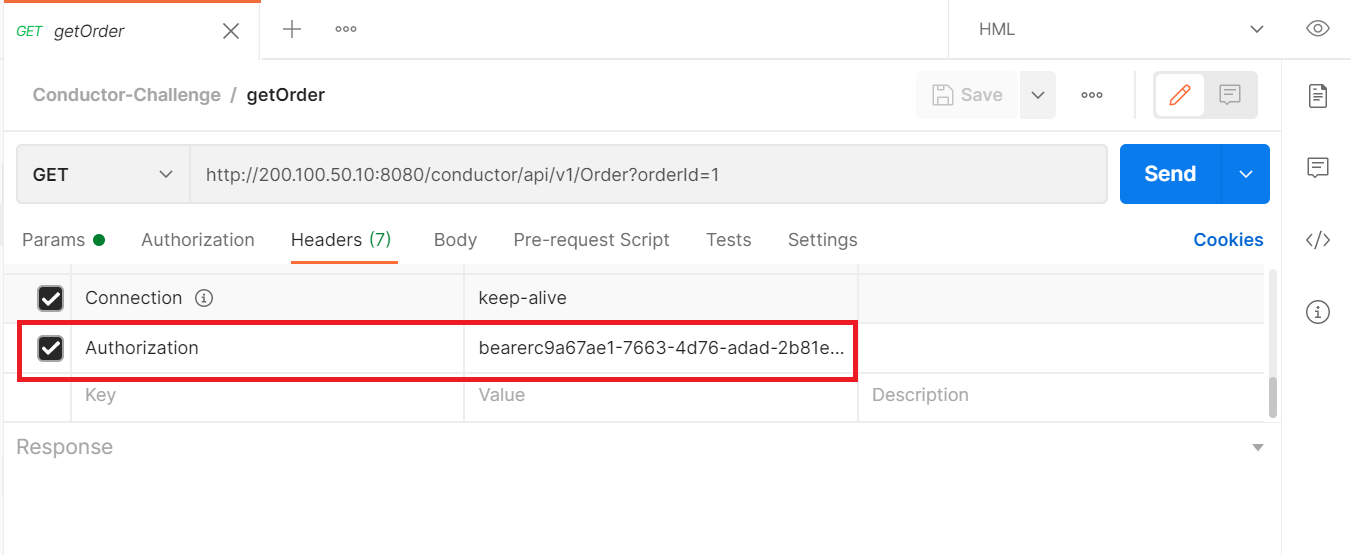 GET getOrder
HML
Conductor-Challenge / getOrder
Save
GET
http://200.100.50.10:8080/conductor/api/v1/Order?orderId=1
Send
Params Authorization Headers (7) Body Pre-request Script Tests Settings Cookies
Connection keep-alive
Authorization bearerc9a67ae1-7663-4d76-adad-2b81e...
Key Value Description
Response